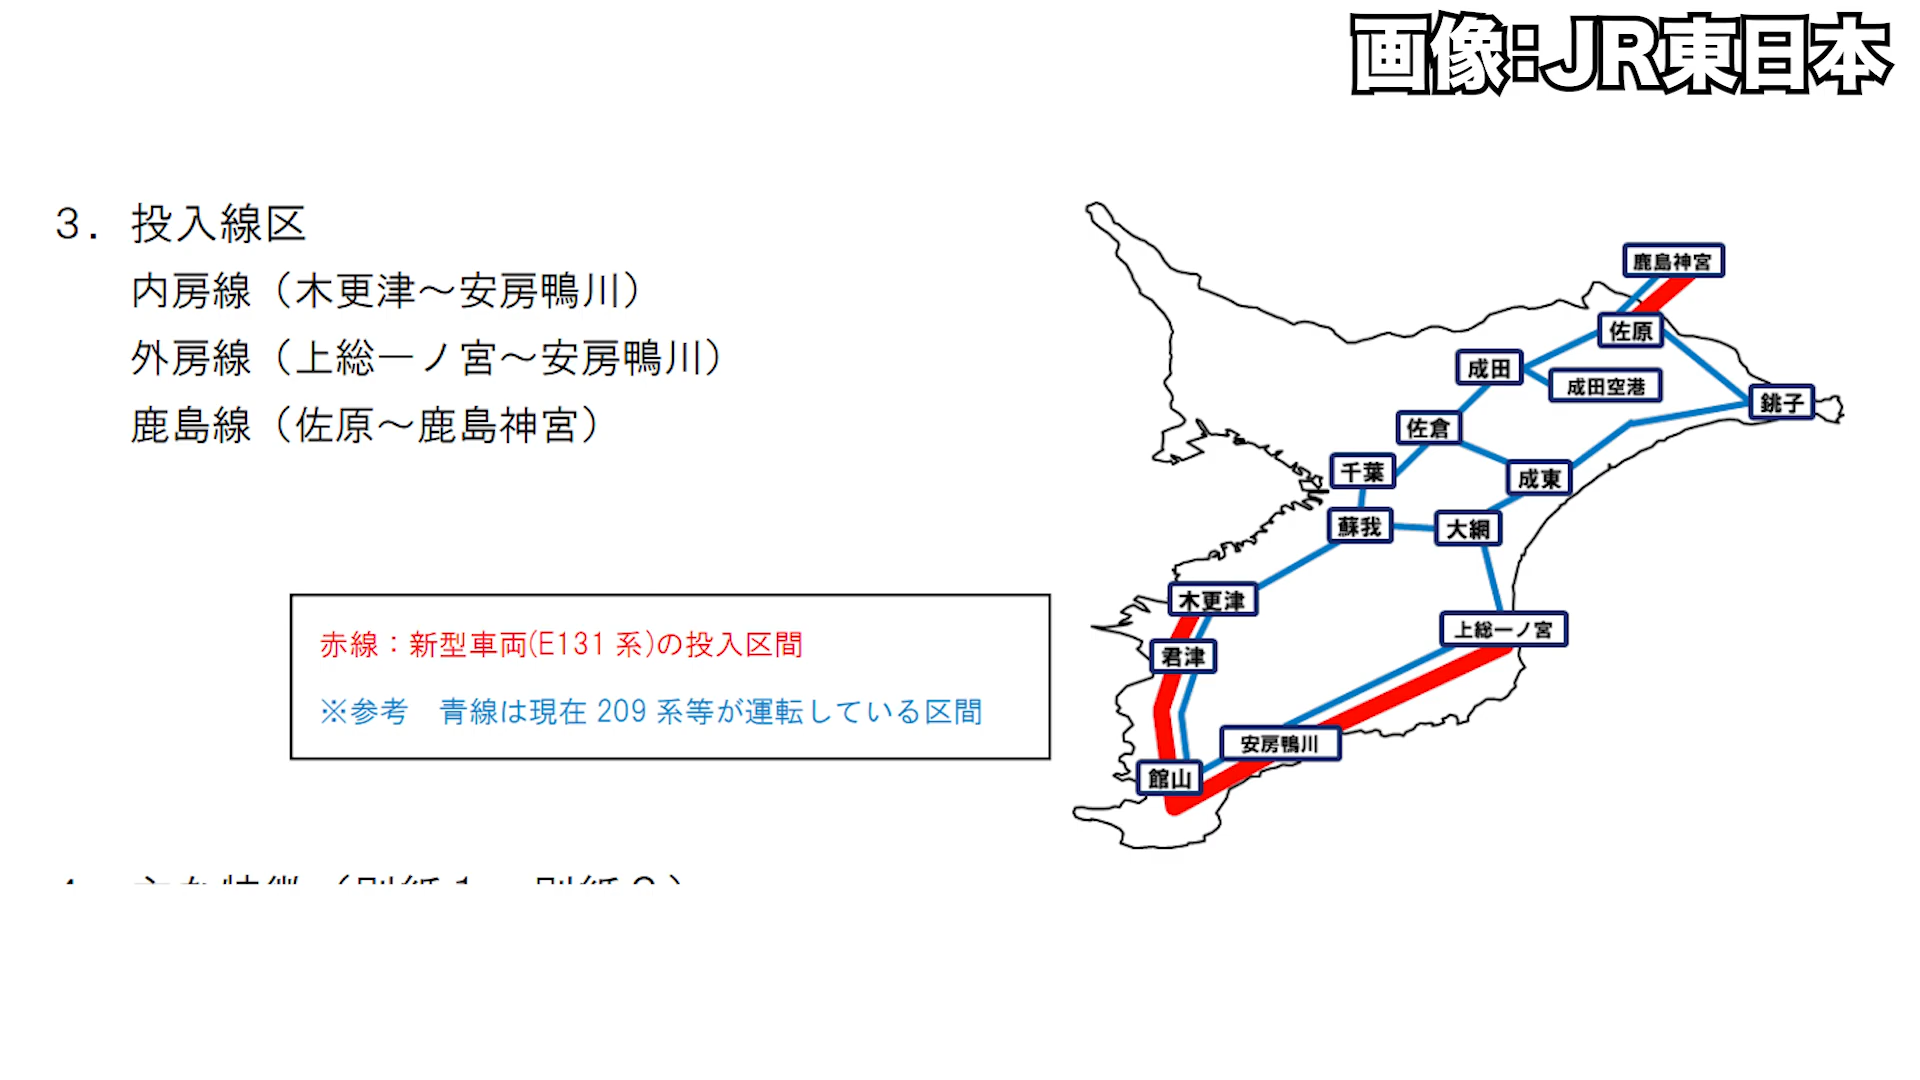 画像:JR東日本
3．投入線区
内房線（木更津～安房鴨川）
外房線（上総一ノ宮～安房鴨川）
鹿島線（佐原～鹿島神宮）
赤線：新型車両(E131系)の投入区間
※参考　青線は現在209系等が運転している区間
鹿島神宮
佐原
成田
成田空港
銚子
佐倉
千葉
成東
蘇我
大網
木更津
上総一ノ宮
君津
安房鴨川
館山